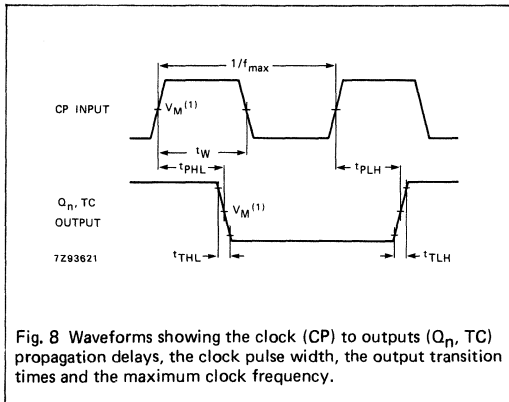 1/fmax
CP INPUT
VM(1)
tW
tPHL
tPLH
Qn, TC
OUTPUT
VM(1)
7Z93621
tTHL
tTLH
Fig. 8 Waveforms showing the clock (CP) to outputs (Qn, TC)
propagation delays, the clock pulse width, the output transition
times and the maximum clock frequency.